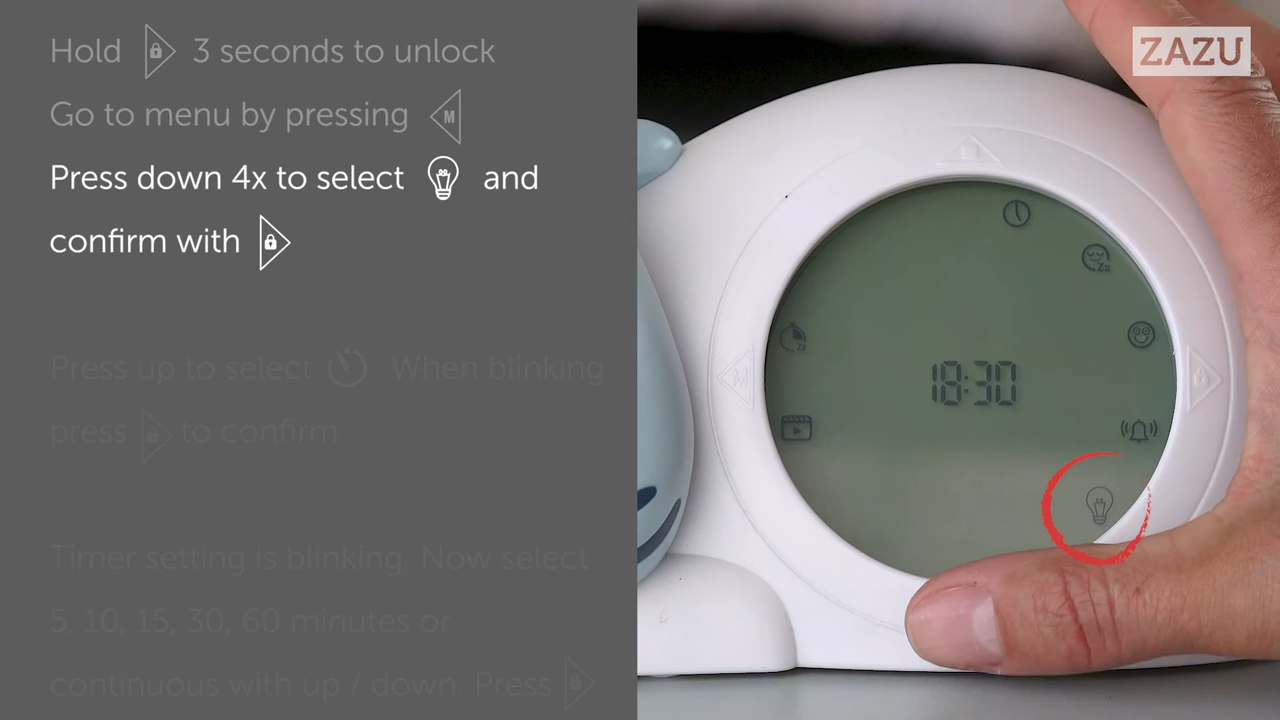 Hold 3 seconds to unlock
Go to menu by pressing M
Press down 4x to select and
confirm with
Press up to select . When blinking
press to confirm
Timer setting is blinking. Now select
5, 10, 15, 30, 60 minutes or
continuous with up / down. Press
ZAZU
M
18:30